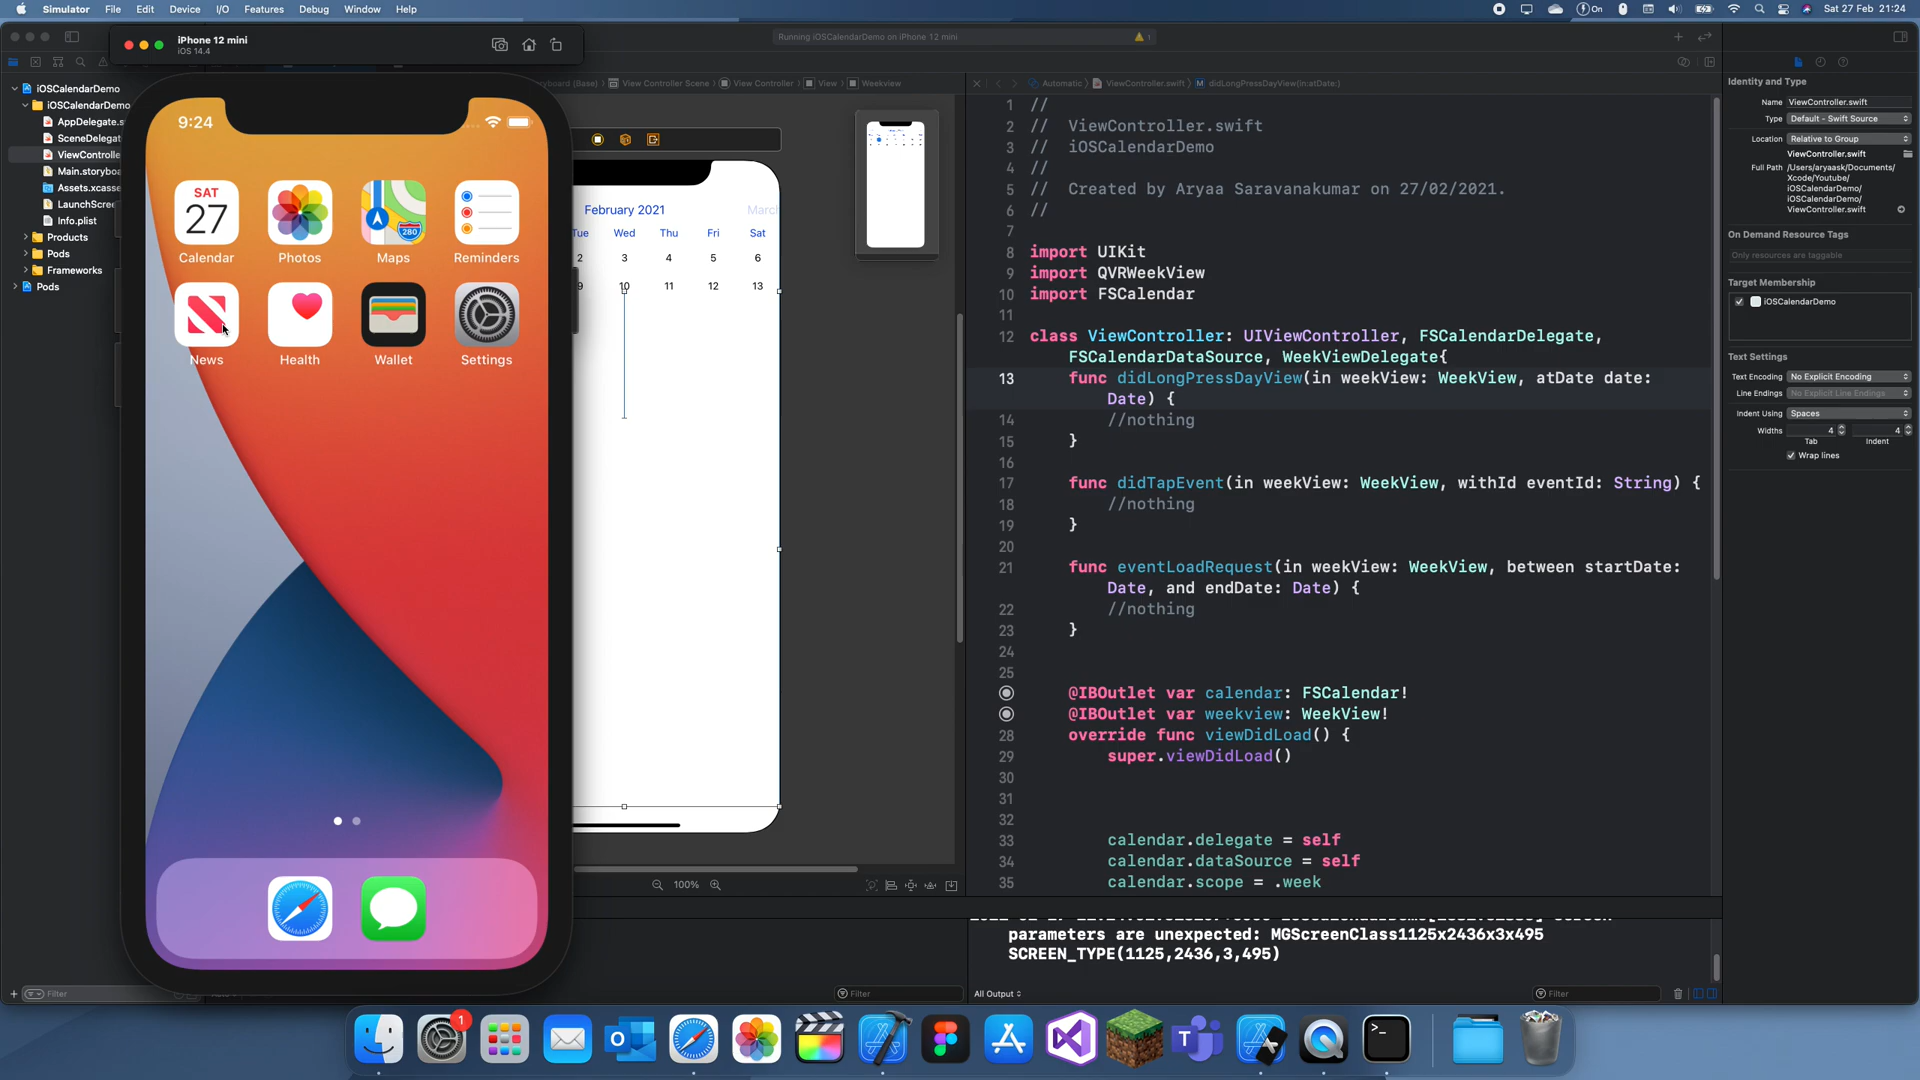 Simulator File Edit Device I/O Features Debug Window Help
On
Sat 27 Feb 21:24
iPhone 12 mini
iOS 14.4
Running iOSCalendarDemo on iPhone 12 mini
1
iOSCalendarDemo
iOSCalendarDemo
AppDelegate.s
SceneDelegat
ViewControlle
Main.storyboa
Assets.xcasse
LaunchScree
Info.plist
Products
Pods
Frameworks
Pods
Filter
9:24
SAT
27
Calendar
Photos
280
Maps
Reminders
News
Health
Wallet
Settings
oryboard (Base) View Controller Scene View Controller View Weekview
February 2021
March
Tue Wed Thu Fri Sat
2 3 4 5 6
9 10 11 12 13
100%
Filter
Automatic ViewController.swift M didLongPressDayView(in:atDate:)
1 //
2 // ViewController.swift
3 // iOSCalendarDemo
4 //
5 // Created by Aryaa Saravanakumar on 27/02/2021.
6 //
7
8 import UIKit
9 import QVRWeekView
10 import FSCalendar
11
12 class ViewController: UIViewController, FSCalendarDelegate,
FSCalendarDataSource, WeekViewDelegate{
13 func didLongPressDayView(in weekView: WeekView, atDate date:
Date) {
14 //nothing
15 }
16
17 func didTapEvent(in weekView: WeekView, withId eventId: String) {
18 //nothing
19 }
20
21 func eventLoadRequest(in weekView: WeekView, between startDate:
Date, and endDate: Date) {
22 //nothing
23 }
24
25
@IBOutlet var calendar: FSCalendar!
@IBOutlet var weekview: WeekView!
28 override func viewDidLoad() {
29 super.viewDidLoad()
30
31
32
33 calendar.delegate = self
34 calendar.dataSource = self
35 calendar.scope = .week
parameters are unexpected: MGScreenClass1125x2436x3x495
SCREEN_TYPE(1125,2436,3,495)
All Output
Filter
Identity and Type
Name ViewController.swift
Type Default - Swift Source
Location Relative to Group
ViewController.swift
Full Path /Users/aryaask/Documents/
Xcode/Youtube/
iOSCalendarDemo/
iOSCalendarDemo/
ViewController.swift
On Demand Resource Tags
Only resources are taggable
Target Membership
iOSCalendarDemo
Text Settings
Text Encoding No Explicit Encoding
Line Endings No Explicit Line Endings
Indent Using Spaces
Widths 4 4
Tab Indent
Wrap lines
1